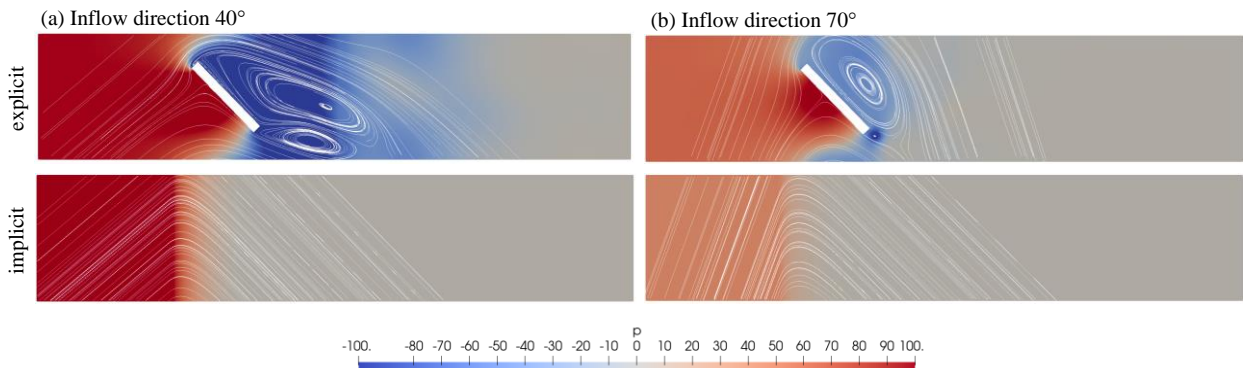 (a) Inflow direction 40°
(b) Inflow direction 70°
explicit
implicit
p
-100. -90 -80 -70 -60 -50 -40 -30 -20 -10 0 10 20 30 40 50 60 70 80 90 100.